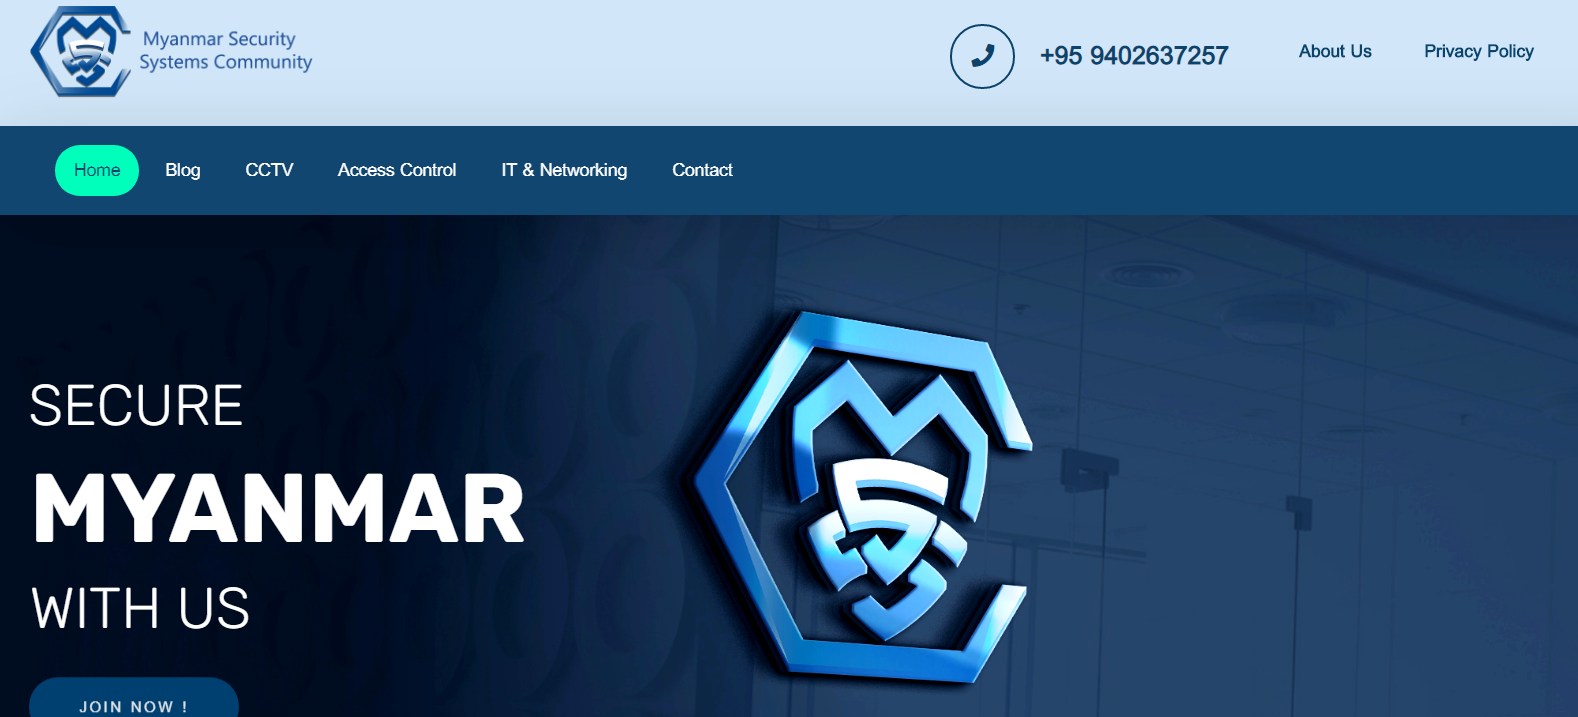 Myanmar Security
Systems Community
+95 9402637257
About Us
Privacy Policy
Home
Blog
CCTV
Access Control
IT & Networking
Contact
SECURE
MYANMAR
WITH US
JOIN NOW !